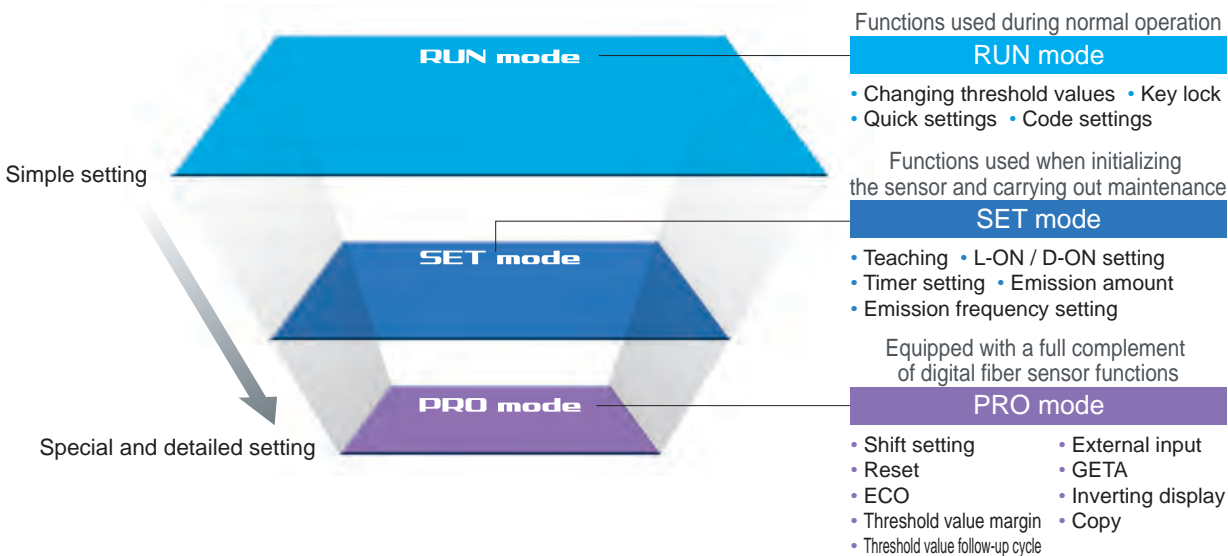 Functions used during normal operation
RUN mode
RUN mode
• Changing threshold values • Key lock
• Quick settings • Code settings
Simple setting
Functions used when initializing
the sensor and carrying out maintenance
SET mode
SET mode
• Teaching • L-ON / D-ON setting
• Timer setting • Emission amount
• Emission frequency setting
Equipped with a full complement
of digital fiber sensor functions
PRO mode
PRO mode
Special and detailed setting
• Shift setting • External input
• Reset • GETA
• ECO • Inverting display
• Threshold value margin • Copy
• Threshold value follow-up cycle